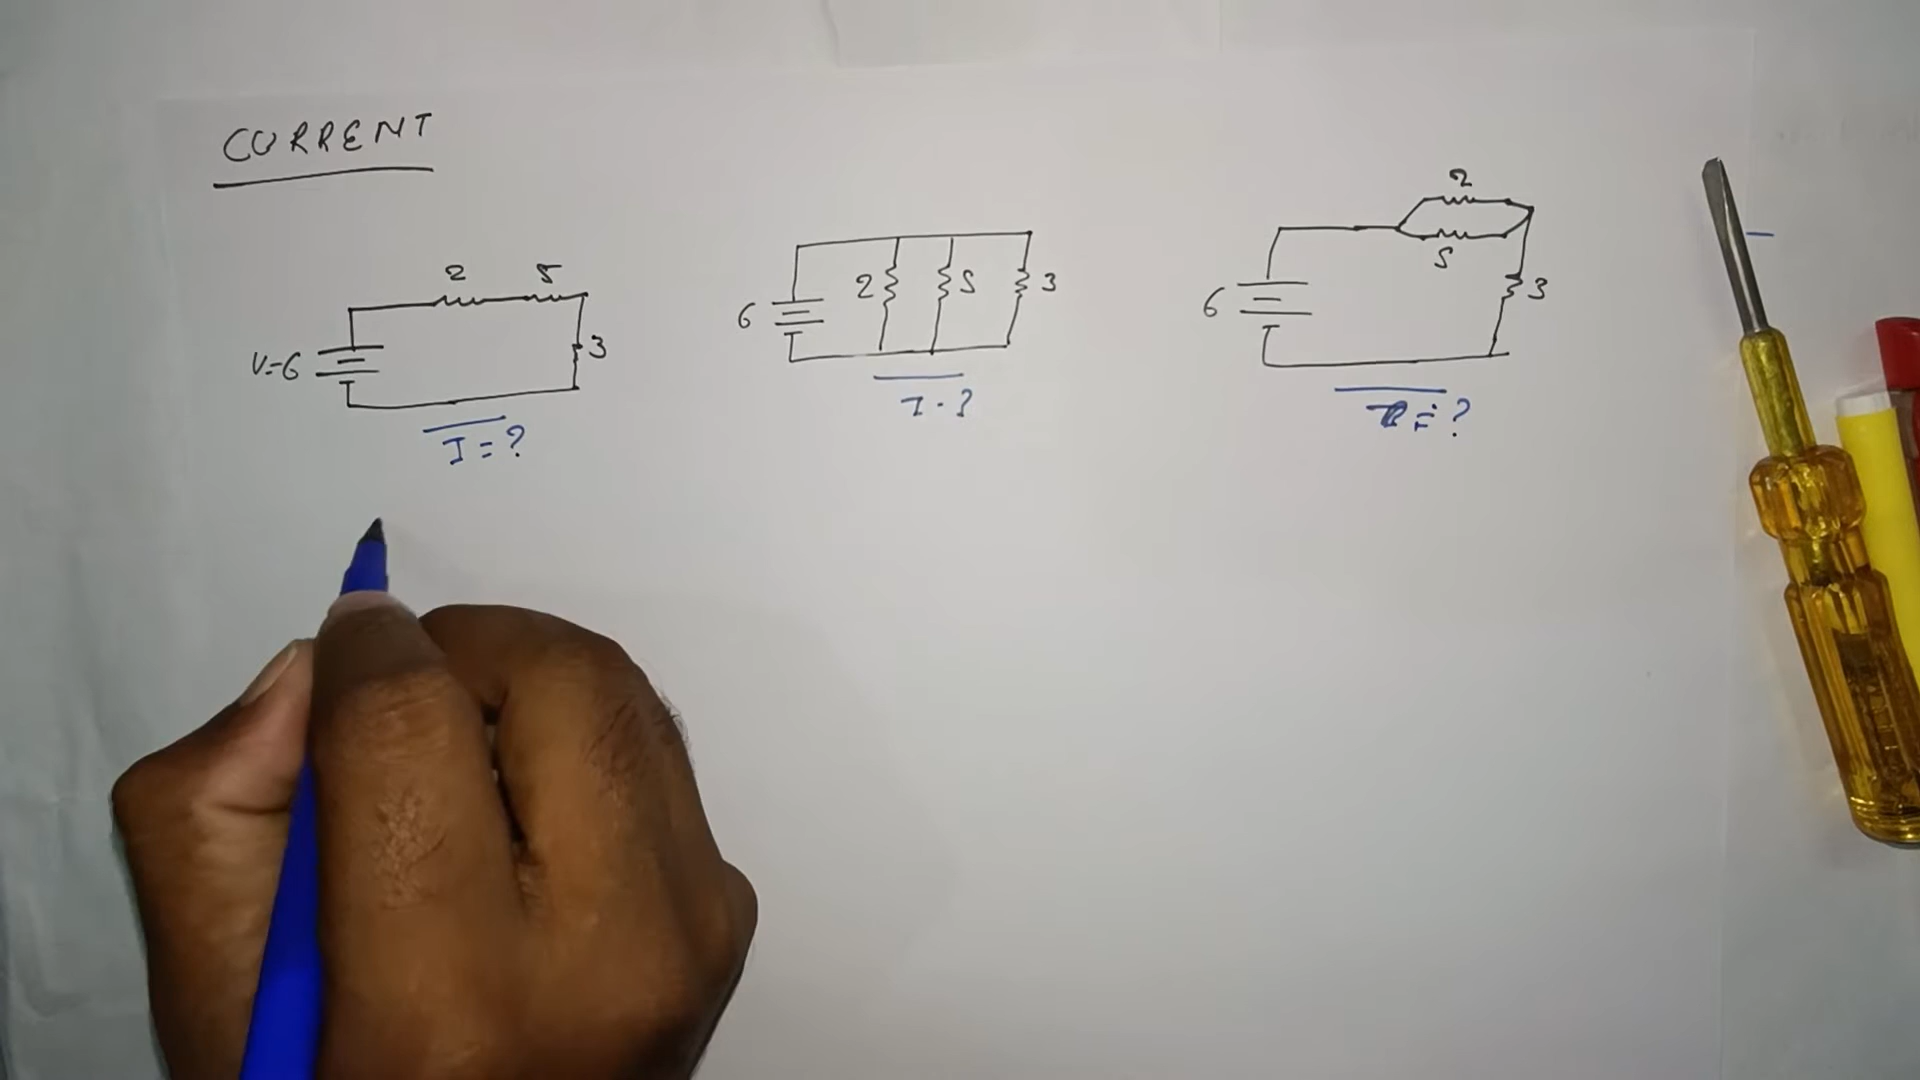 CURRENT
2 5
V=6
3
I = ?
6
2 5 3
I = ?
2
5
6
3
= ?